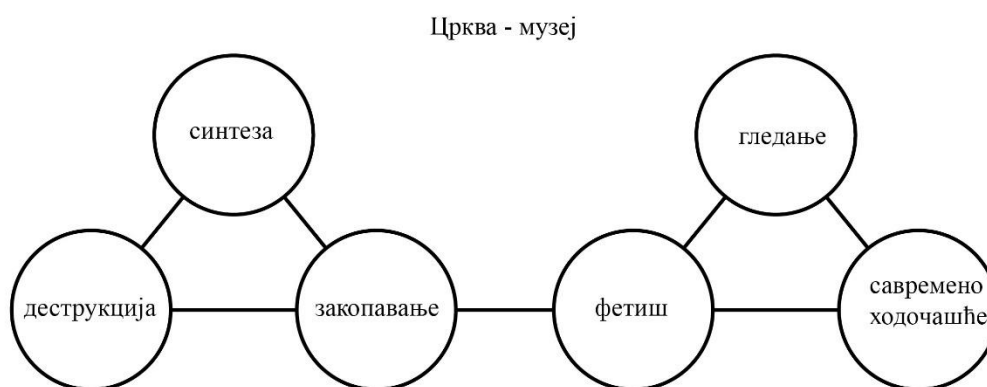 Црква - музеј
синтеза
гледање
деструкција
закопавање
фетиш
савремено
ходочашће